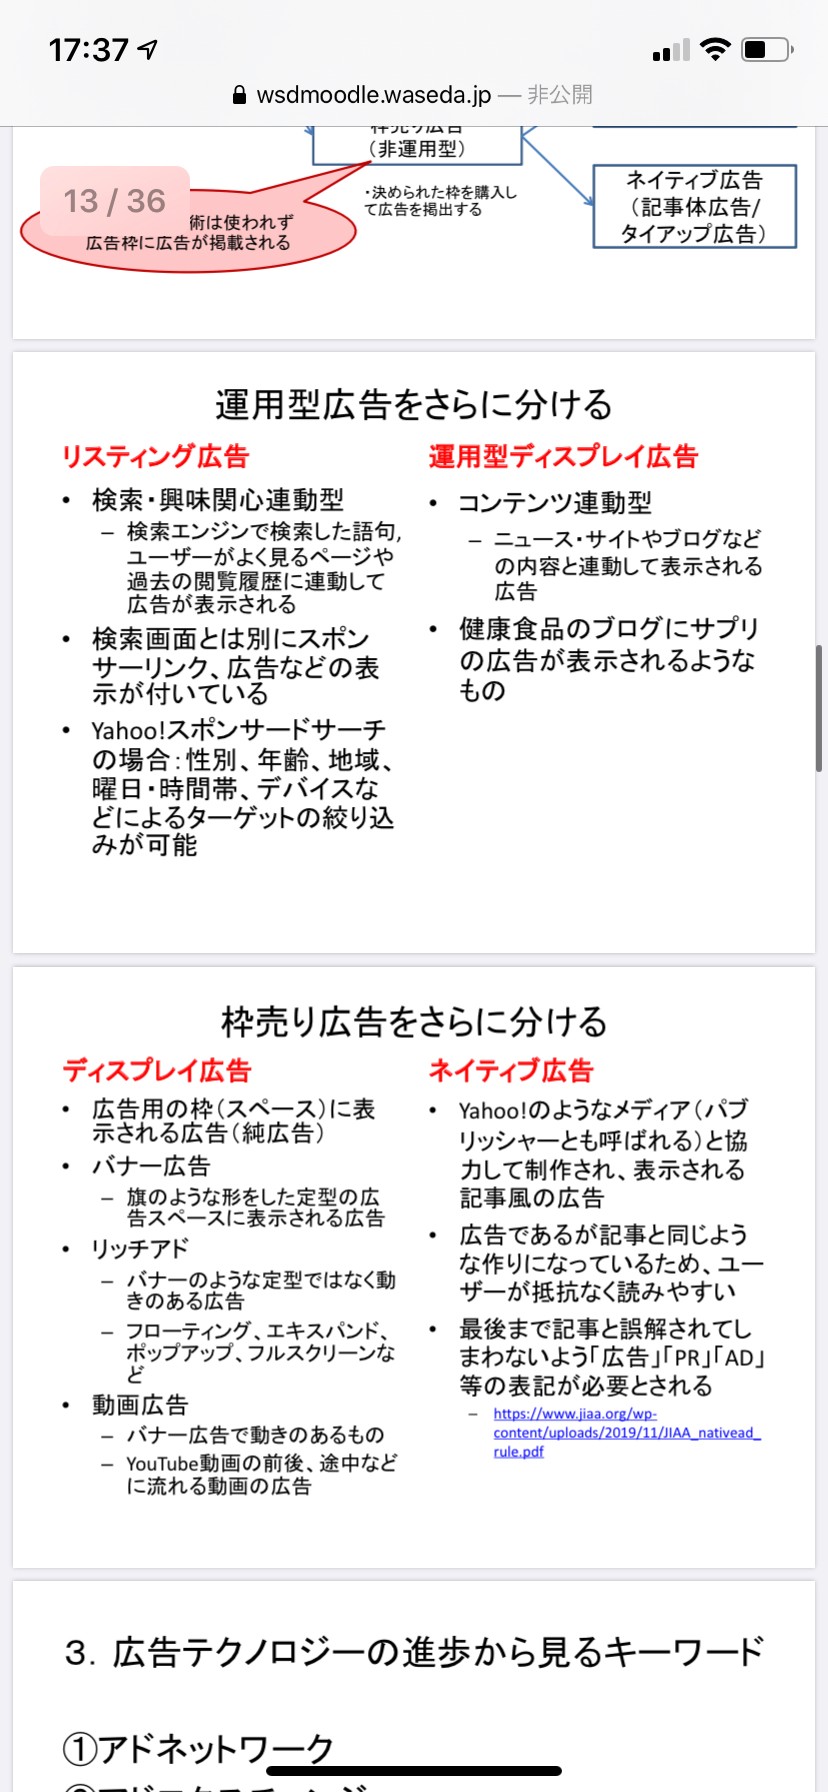 17:37
wsdmoodle.waseda.jp — 非公開
枠売り広告
（非運用型）
13 / 36
術は使われず
広告枠に広告が掲載される
・決められた枠を購入し
て広告を掲出する
ネイティブ広告
（記事体広告/
タイアップ広告）
運用型広告をさらに分ける
リスティング広告
• 検索・興味関心連動型
– 検索エンジンで検索した語句,
ユーザーがよく見るページや
過去の閲覧履歴に連動して
広告が表示される
• 検索画面とは別にスポン
サーリンク、広告などの表
示が付いている
• Yahoo!スポンサードサーチ
の場合：性別、年齢、地域、
曜日・時間帯、デバイスな
どによるターゲットの絞り込
みが可能
運用型ディスプレイ広告
• コンテンツ連動型
– ニュース・サイトやブログなど
の内容と連動して表示される
広告
• 健康食品のブログにサプリ
の広告が表示されるような
もの
枠売り広告をさらに分ける
ディスプレイ広告
• 広告用の枠（スペース）に表
示される広告（純広告）
• バナー広告
– 旗のような形をした定型の広
告スペースに表示される広告
• リッチアド
– バナーのような定型ではなく動
きのある広告
– フローティング、エキスパンド、
ポップアップ、フルスクリーンな
ど
• 動画広告
– バナー広告で動きのあるもの
– YouTube動画の前後、途中など
に流れる動画の広告
ネイティブ広告
• Yahoo!のようなメディア（パブ
リッシャーとも呼ばれる）と協
力して制作され、表示される
記事風の広告
• 広告であるが記事と同じよう
な作りになっているため、ユー
ザーが抵抗なく読みやすい
• 最後まで記事と誤解されてし
まわないよう「広告」「PR」「AD」
等の表記が必要とされる
– https://www.jiaa.org/wp-
content/uploads/2019/11/JIAA_nativead_
rule.pdf
３．広告テクノロジーの進歩から見るキーワード
①アドネットワーク